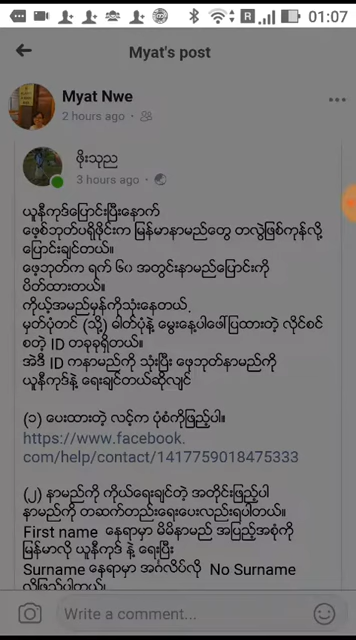 01:07
Myat's post
Myat Nwe
2 hours ago
ဖိုးသုည
3 hours ago
ယူနီကုဒ်ပြောင်းပြီးနောက်
ဖေ့စ်ဘုတ်ပရိုဖိုင်းက မြန်မာနာမည်တွေ တလွဲဖြစ်ကုန်လို့
ပြောင်းချင်တယ်။
ဖေ့ဘုတ်က ရက် ၆၀ အတွင်းနာမည်ပြောင်းကို
ပိတ်ထားတယ်။
ကိုယ့်အမည်မှန်ကိုသုံးနေတယ်.
မှတ်ပုံတင် (သို့) ဓါတ်ပုံနဲ့ မွေးနေ့ပါဖေါ်ပြထားတဲ့ လိုင်စင်
စတဲ့ ID တခုခုရှိတယ်။
အဲဒီ ID ကနာမည်ကို သုံးပြီး ဖေ့ဘုတ်နာမည်ကို
ယူနီကုဒ်နဲ့ ရေးချင်တယ်ဆိုလျင်
(၁) ပေးထားတဲ့ လင့်က ပုံစံကိုဖြည့်ပါ။
https://www.facebook.
com/help/contact/1417759018475333
(၂) နာမည်ကို ကိုယ်ရေးချင်တဲ့ အတိုင်းဖြည့်ပါ
နာမည်ကို တဆက်တည်းရေးပေးလည်းရပါတယ်။
First name နေရာမှာ မိမိနာမည် အပြည့်အစုံကို
မြန်မာလို ယူနီကုဒ် နဲ့ ရေးပြီး
Surname နေရာမှာ အင်္ဂလိပ်လို No Surname
လို့ဖြည့်ပါတယ်။
Write a comment...